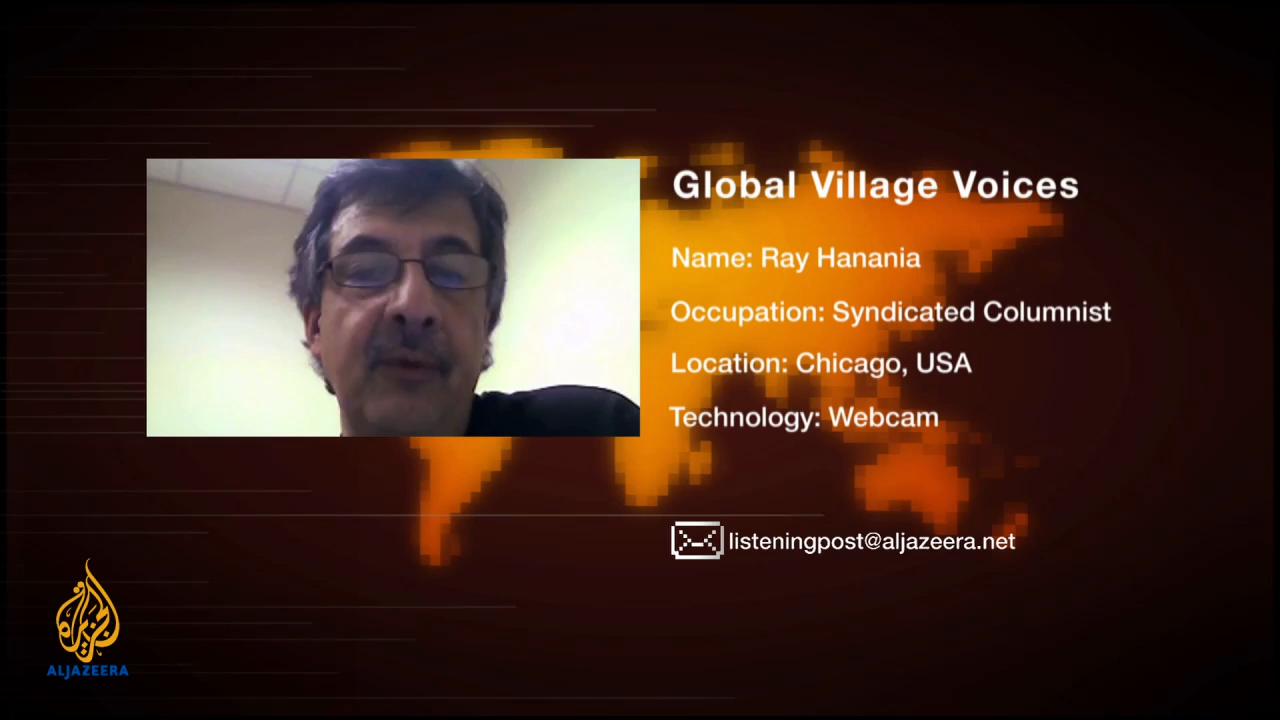 Global Village Voices
Name: Ray Hanania
Occupation: Syndicated Columnist
Location: Chicago, USA
Technology: Webcam
listeningpost@aljazeera.net
الجزيرة
ALJAZEERA